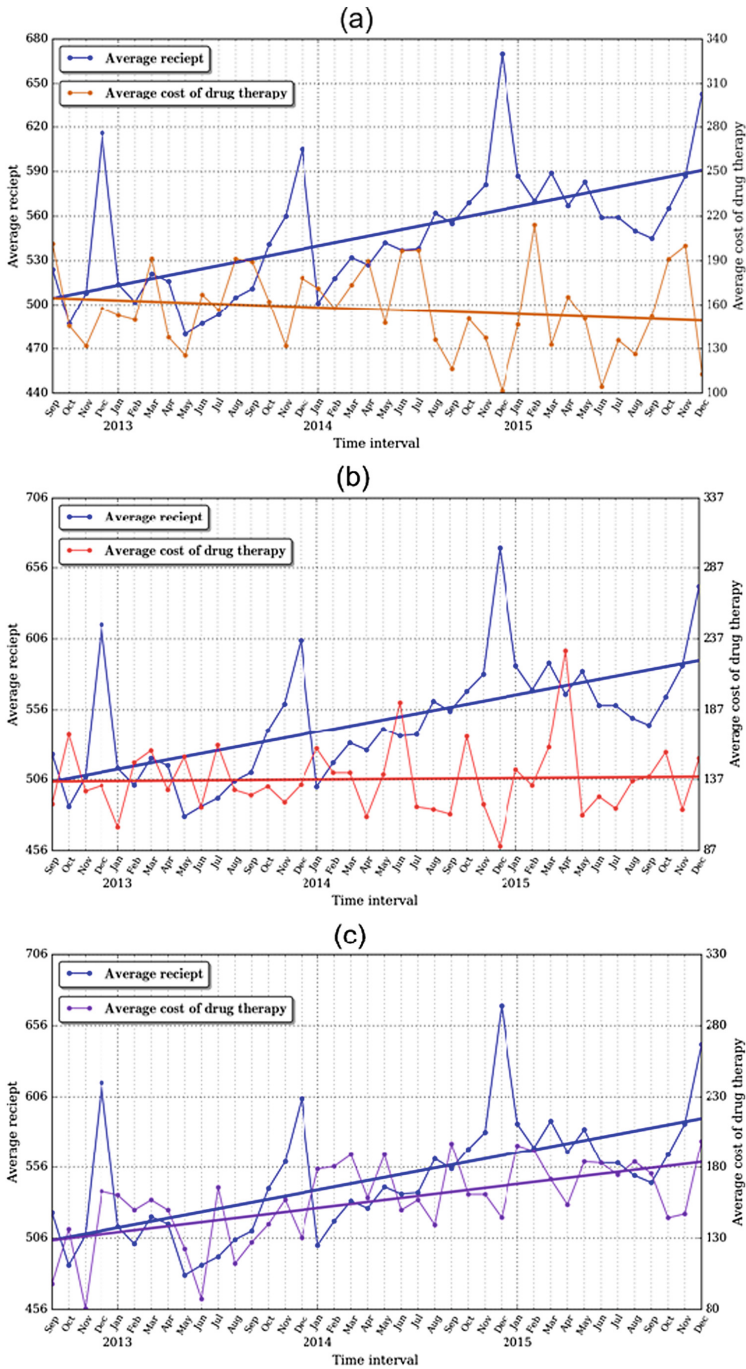 (a)
Average reciept
Average cost of drug therapy
680
650
620
590
560
530
500
470
440
340
310
280
250
220
190
160
130
100
Average reciept
Average cost of drug therapy
Sep Oct Nov Dec Jan Feb Mar Apr May Jun Jul Aug Sep Oct Nov Dec Jan Feb Mar Apr May Jun Jul Aug Sep Oct Nov Dec Jan Feb Mar Apr May Jun Jul Aug Sep Oct Nov Dec
2013 2014 2015
Time interval
(b)
Average reciept
Average cost of drug therapy
706
656
606
556
506
456
337
287
237
187
137
87
Average reciept
Average cost of drug therapy
Sep Oct Nov Dec Jan Feb Mar Apr May Jun Jul Aug Sep Oct Nov Dec Jan Feb Mar Apr May Jun Jul Aug Sep Oct Nov Dec Jan Feb Mar Apr May Jun Jul Aug Sep Oct Nov Dec
2013 2014 2015
Time interval
(c)
Average reciept
Average cost of drug therapy
706
656
606
556
506
456
330
280
230
180
130
80
Average reciept
Average cost of drug therapy
Sep Oct Nov Dec Jan Feb Mar Apr May Jun Jul Aug Sep Oct Nov Dec Jan Feb Mar Apr May Jun Jul Aug Sep Oct Nov Dec Jan Feb Mar Apr May Jun Jul Aug Sep Oct Nov Dec
2013 2014 2015
Time interval